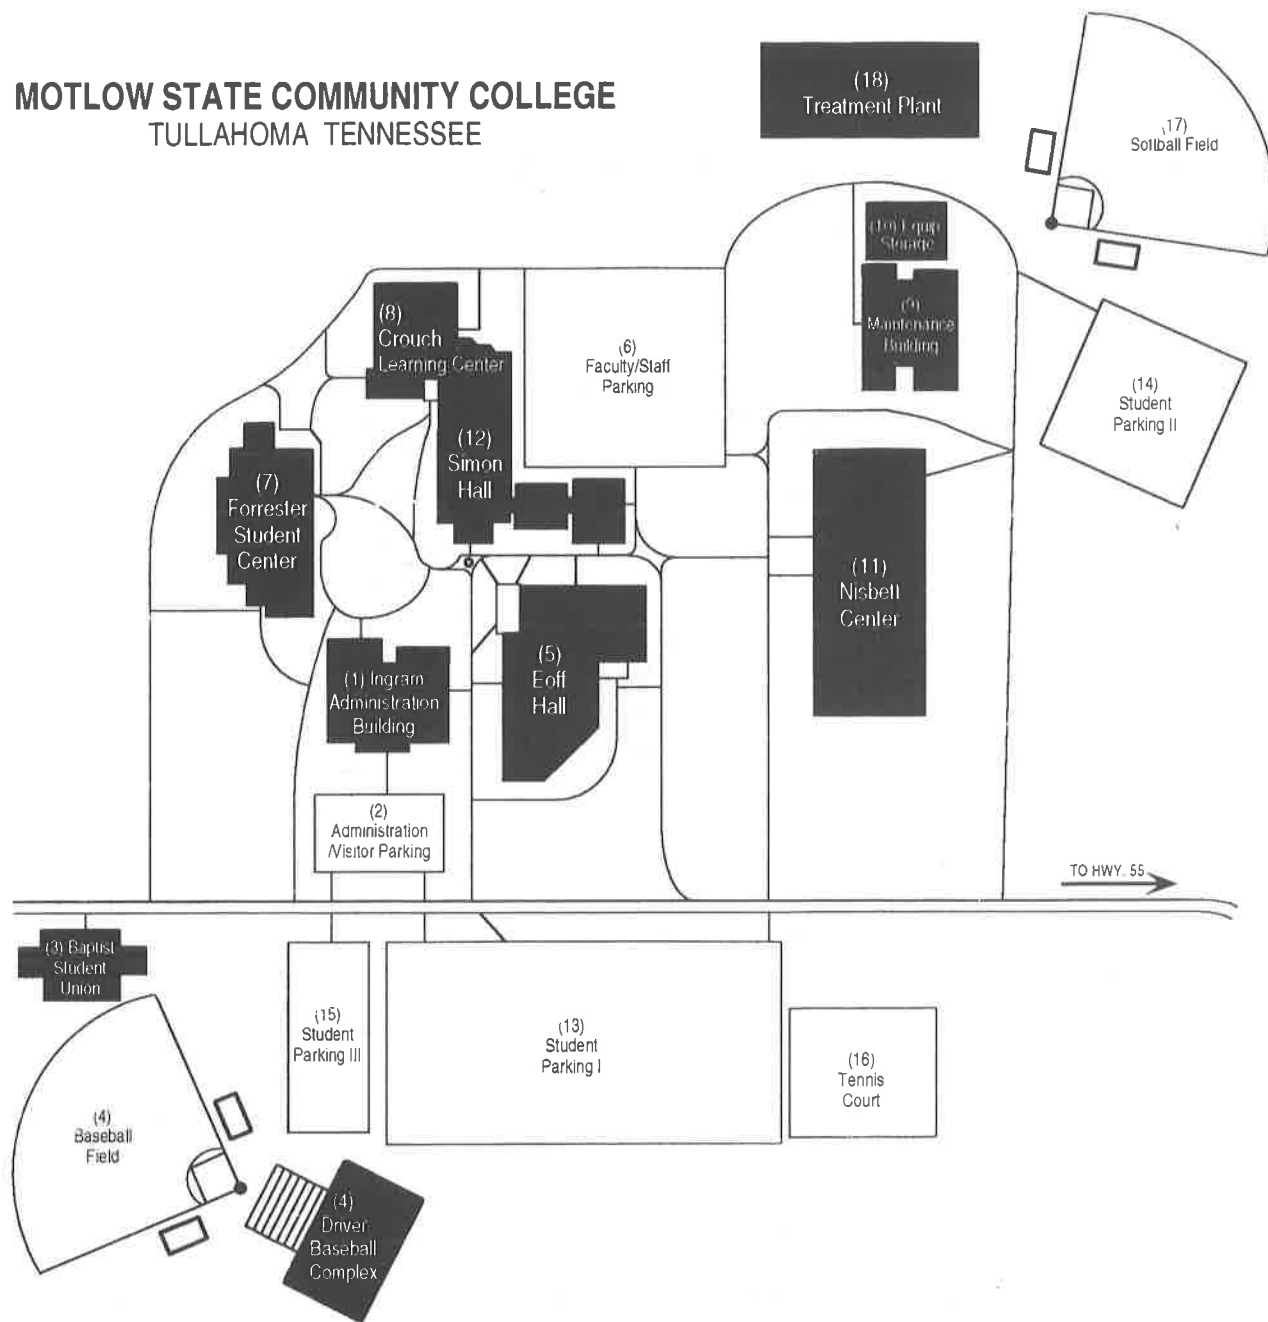 MOTLOW STATE COMMUNITY COLLEGE
TULLAHOMA TENNESSEE
(18)
Treatment Plant
(17)
Softball Field
(10) Equip
Storage
(9)
Maintenance
Building
(8)
Crouch
Learning Center
(6)
Faculty/Staff
Parking
(14)
Student
Parking II
(12)
Simon
Hall
(7)
Forrester
Student
Center
(11)
Nisbett
Center
(5)
Eoff
Hall
(1) Ingram
Administration
Building
(2)
Administration
/Visitor Parking
TO HWY. 55
(3) Baptist
Student
Union
(15)
Student
Parking III
(13)
Student
Parking I
(16)
Tennis
Court
(4)
Baseball
Field
(4)
Driver
Baseball
Complex